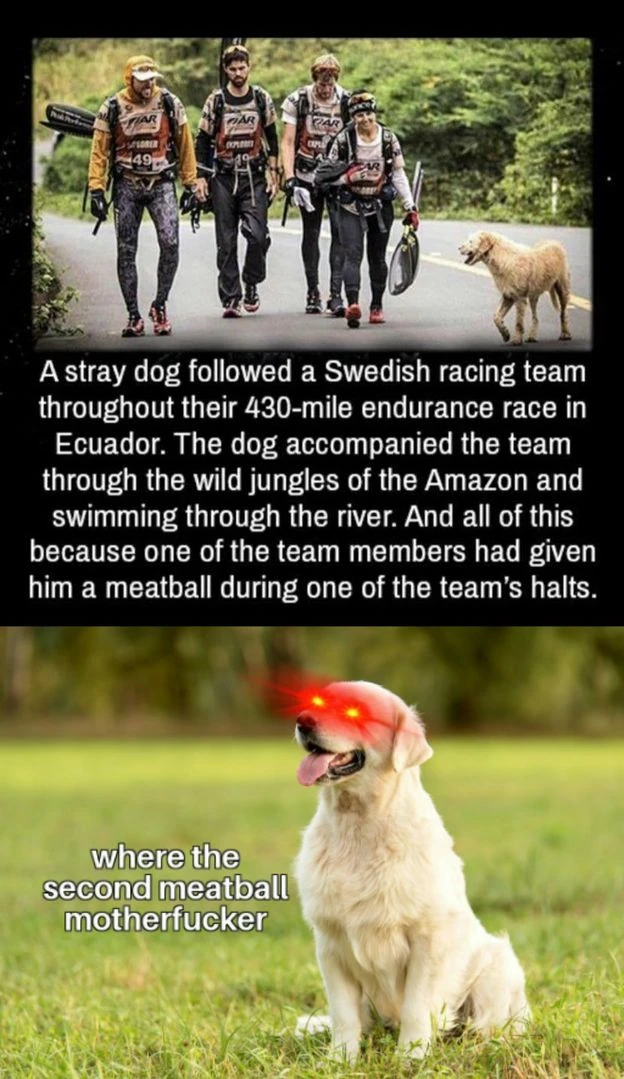 49
A stray dog followed a Swedish racing team
throughout their 430-mile endurance race in
Ecuador. The dog accompanied the team
through the wild jungles of the Amazon and
swimming through the river. And all of this
because one of the team members had given
him a meatball during one of the team's halts.
where the
second meatball
motherfucker